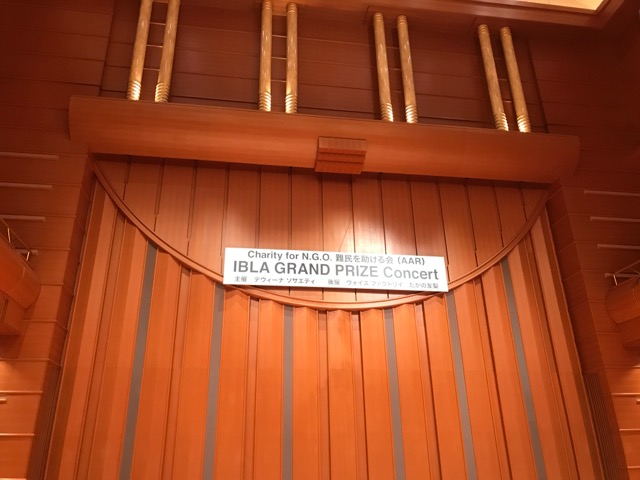 Charity for N.G.O. 難民を助ける会 (AAR)
IBLA GRAND PRIZE Concert
主催 デヴィーナ ソサエティ 後援 ヴォイス ファクトリイ たかの友梨